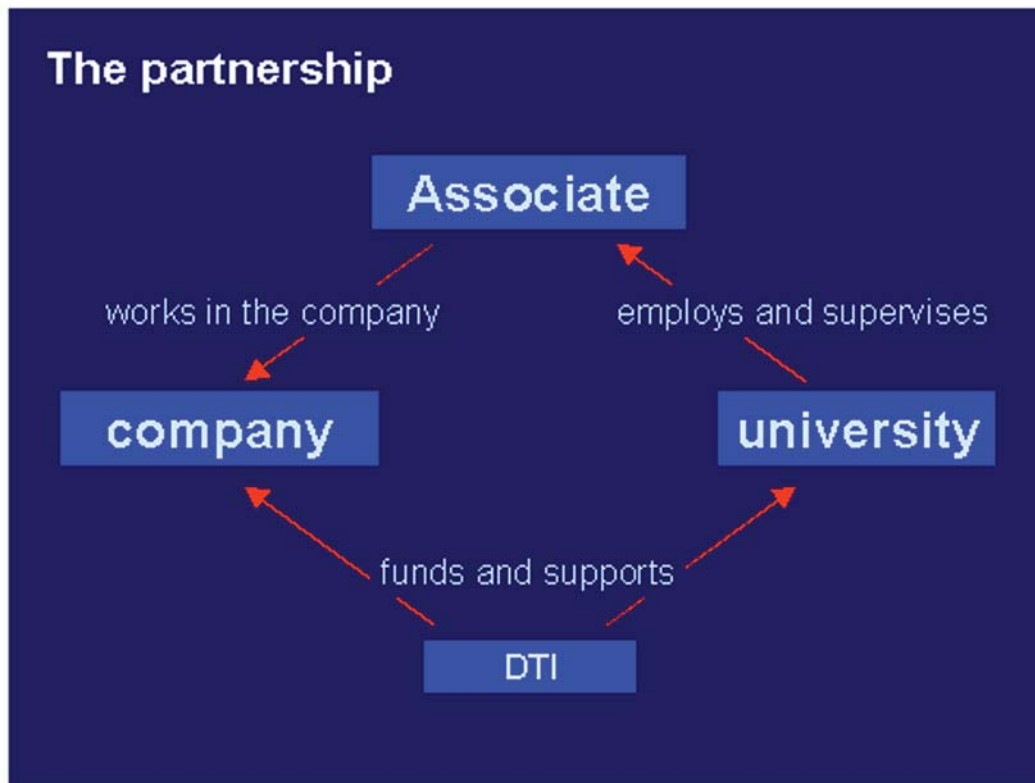 The partnership
Associate
works in the company
employs and supervises
company
university
funds and supports
DTI